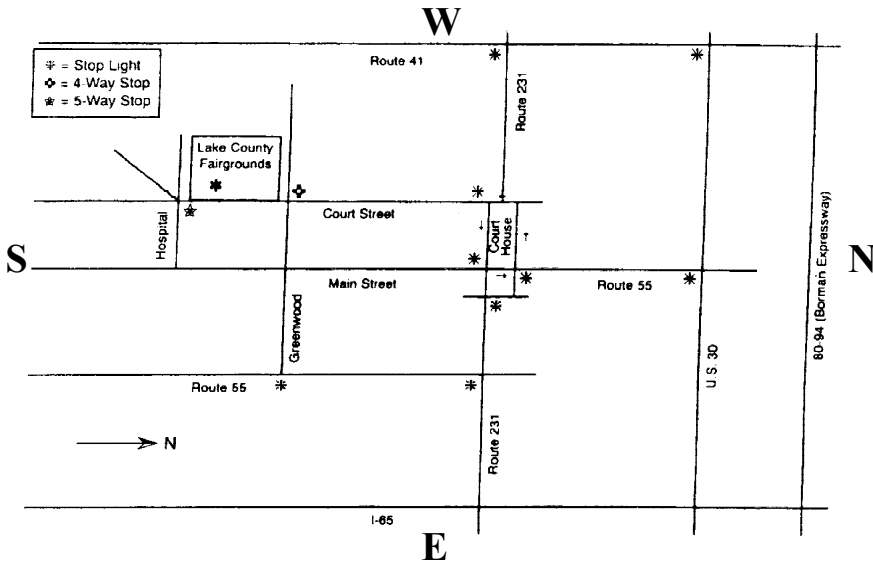 W
✳ = Stop Light
✣ = 4-Way Stop
✬ = 5-Way Stop
Route 41
Route 231
Lake County
Fairgrounds
Court Street
Hospital
Court
House
S
N
Main Street
Route 55
Greenwood
80-94 (Borman Expressway)
U.S. 30
Route 55
Route 231
N
I-65
E